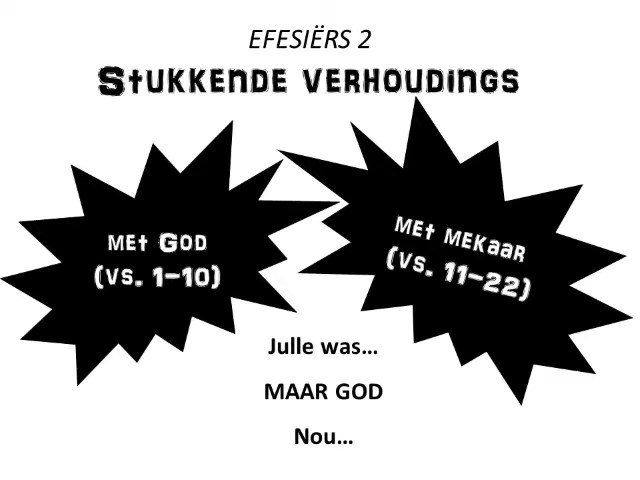 EFESIËRS 2
STUKKENDE VERHOUDINGS
MET GOD
(VS. 1-10)
MET MEKAAR
(VS. 11-22)
Julle was...
MAAR GOD
Nou...